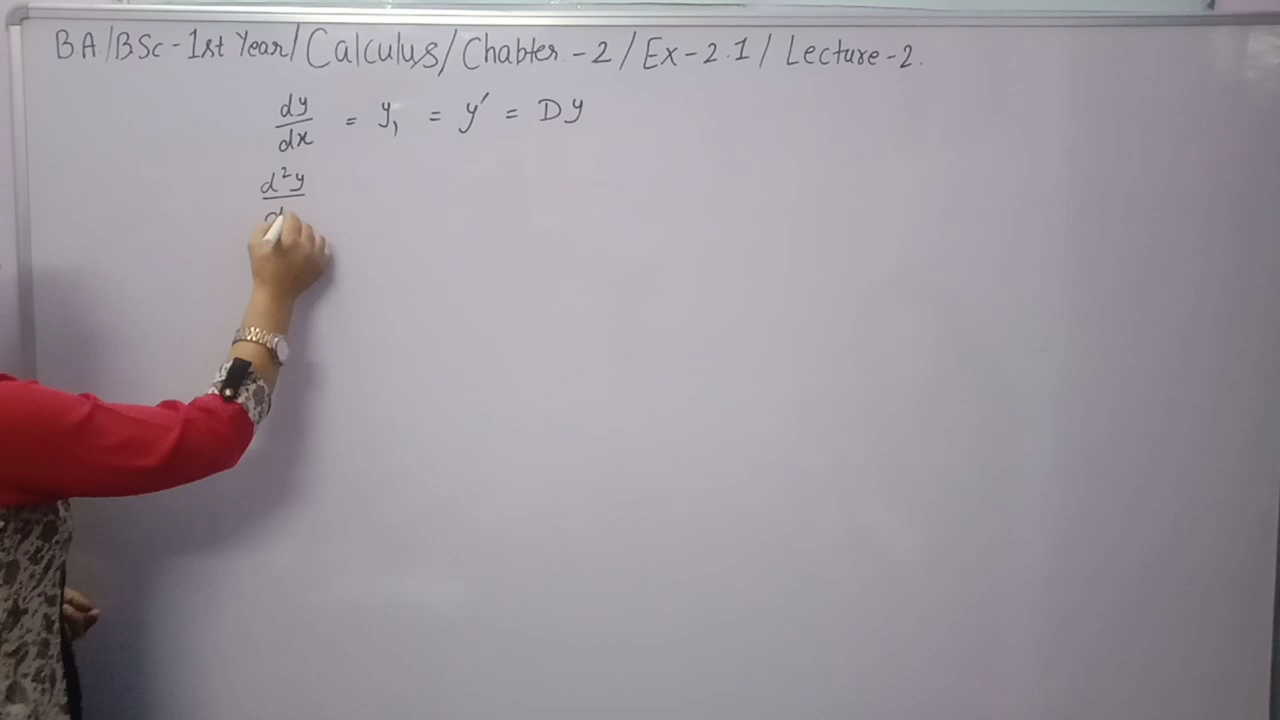 BA/BSc-1st Year/Calculus/Chabter-2/Ex-2.1/Lecture-2.
dy/dx = y₁ = y′ = Dy
d²y/d